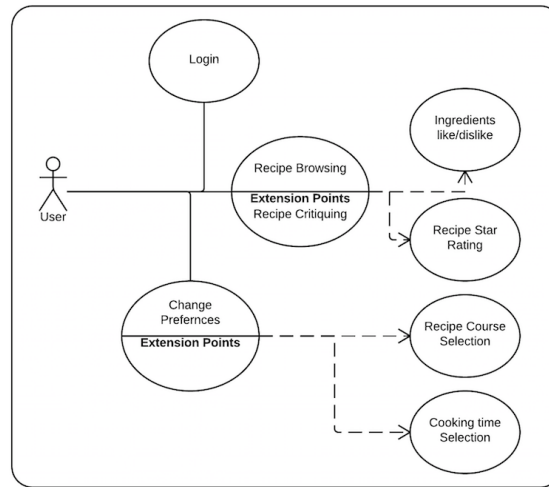 Login
Ingredients
like/dislike
Recipe Browsing
Extension Points
Recipe Critiquing
User
Recipe Star
Rating
Change
Prefernces
Extension Points
Recipe Course
Selection
Cooking time
Selection